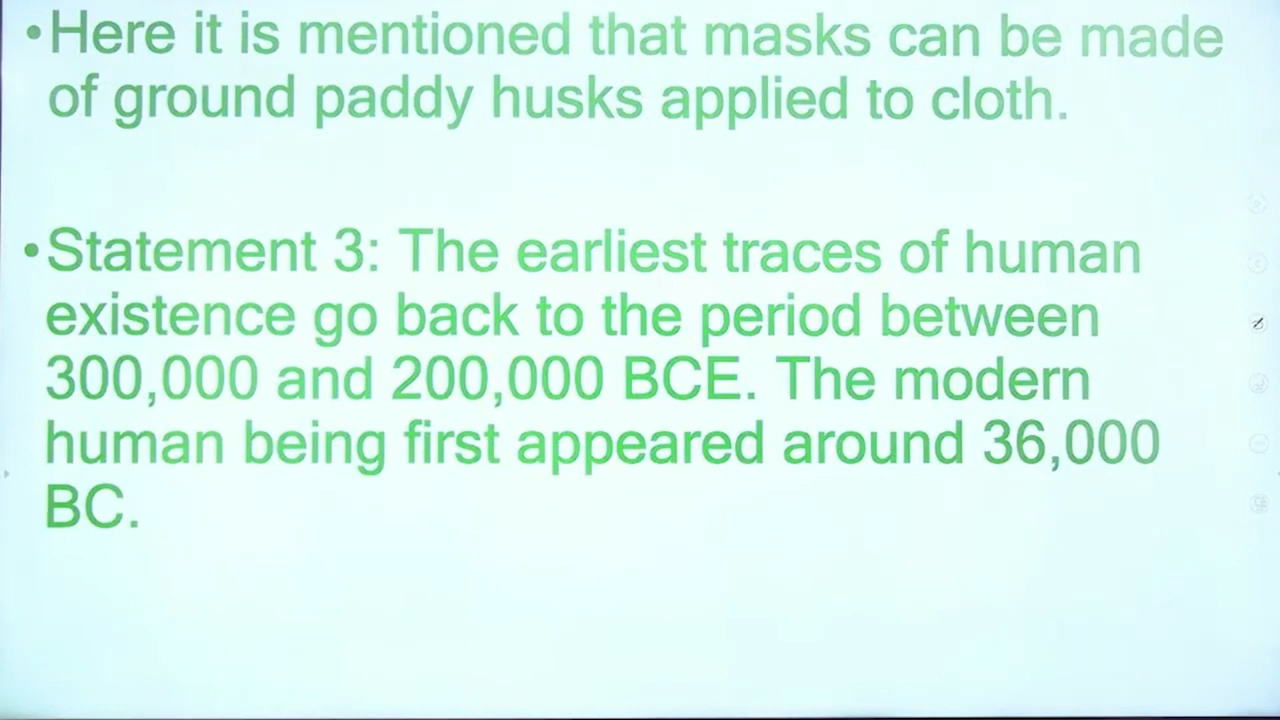 •Here it is mentioned that masks can be made
of ground paddy husks applied to cloth.
•Statement 3: The earliest traces of human
existence go back to the period between
300,000 and 200,000 BCE. The modern
human being first appeared around 36,000
BC.